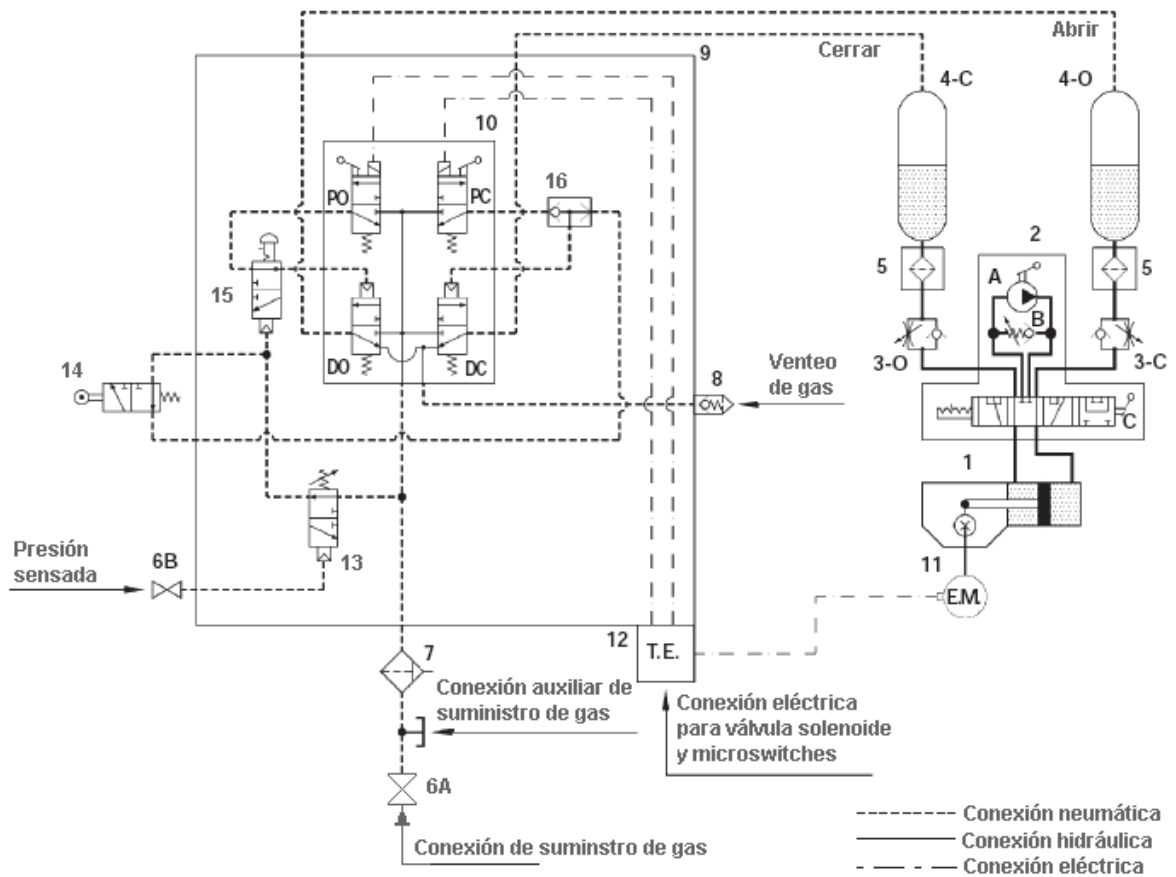 Abrir
Cerrar
9
4-C
4-O
10
16
PO
PC
2
5
A
5
15
B
DO
DC
3-O
3-C
14
8
Venteo
de gas
C
1
Presión
sensada
6B
13
11
E.M.
12
T.E.
7
Conexión auxiliar de
suministro de gas
Conexión eléctrica
para válvula solenoide
y microswitches
6A
Conexión de suminstro de gas
Conexión neumática
Conexión hidráulica
Conexión eléctrica